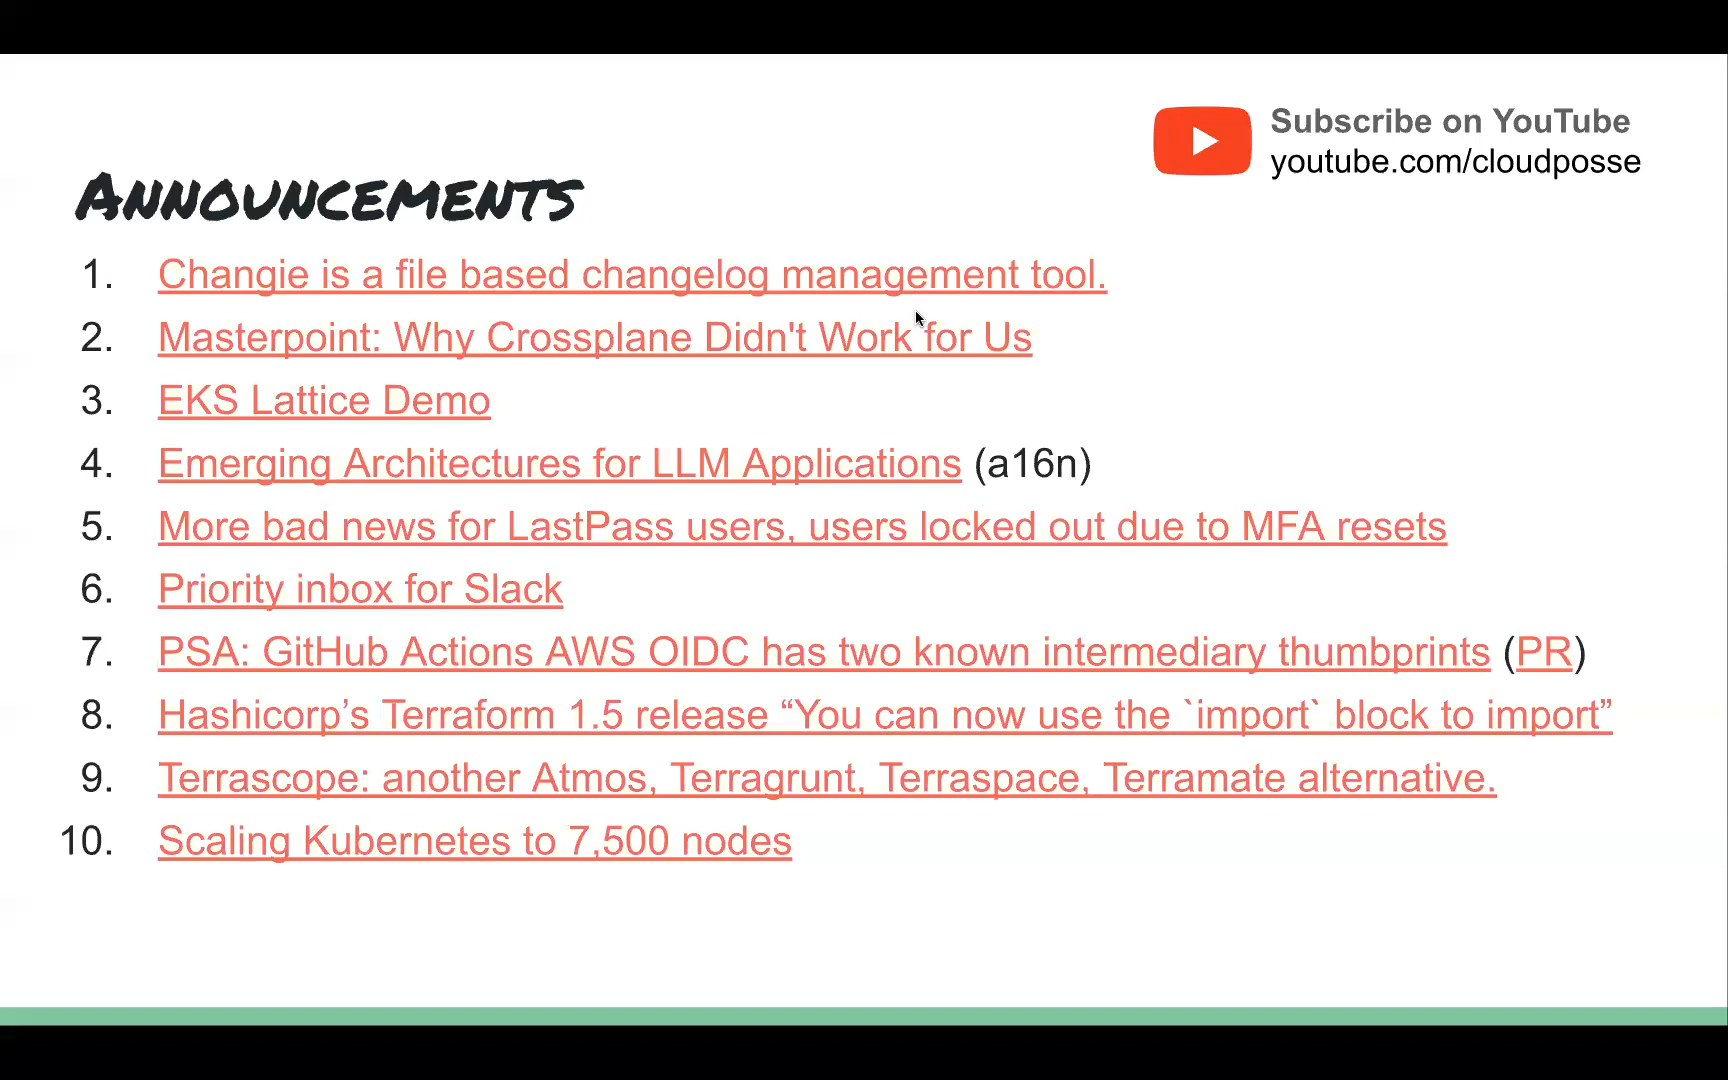 Subscribe on YouTube
youtube.com/cloudposse
ANNOUNCEMENTS
1. Changie is a file based changelog management tool.
2. Masterpoint: Why Crossplane Didn't Work for Us
3. EKS Lattice Demo
4. Emerging Architectures for LLM Applications (a16n)
5. More bad news for LastPass users, users locked out due to MFA resets
6. Priority inbox for Slack
7. PSA: GitHub Actions AWS OIDC has two known intermediary thumbprints (PR)
8. Hashicorp’s Terraform 1.5 release “You can now use the `import` block to import”
9. Terrascope: another Atmos, Terragrunt, Terraspace, Terramate alternative.
10. Scaling Kubernetes to 7,500 nodes